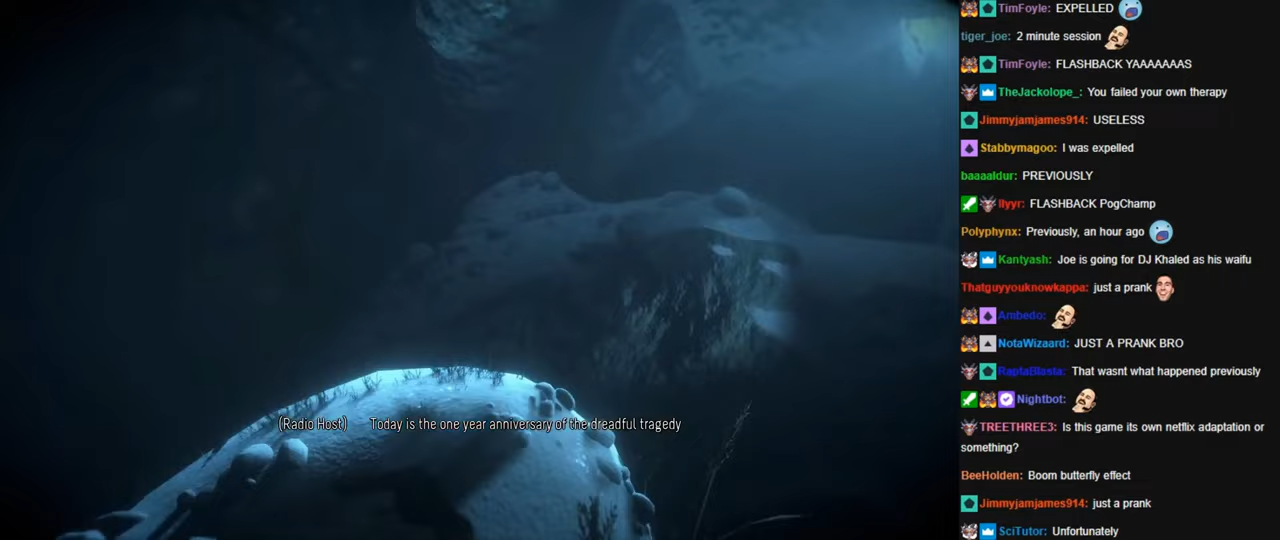 (Radio Host) Today is the one year anniversary of the dreadful tragedy
TimFoyle: EXPELLED
tiger_joe: 2 minute session
TimFoyle: FLASHBACK YAAAAAAAS
TheJackolope_: You failed your own therapy
Jimmyjamjames914: USELESS
Stabbymagoo: I was expelled
baaaaldur: PREVIOUSLY
Ilyyr: FLASHBACK PogChamp
Polyphynx: Previously, an hour ago
Kantyash: Joe is going for DJ Khaled as his waifu
Thatguyyouknowkappa: just a prank
Ambedo:
NotaWizaard: JUST A PRANK BRO
RaptaBlasta: That wasnt what happened previously
Nightbot:
TREETHREE3: Is this game its own netflix adaptation or
something?
BeeHolden: Boom butterfly effect
Jimmyjamjames914: just a prank
SciTutor: Unfortunately